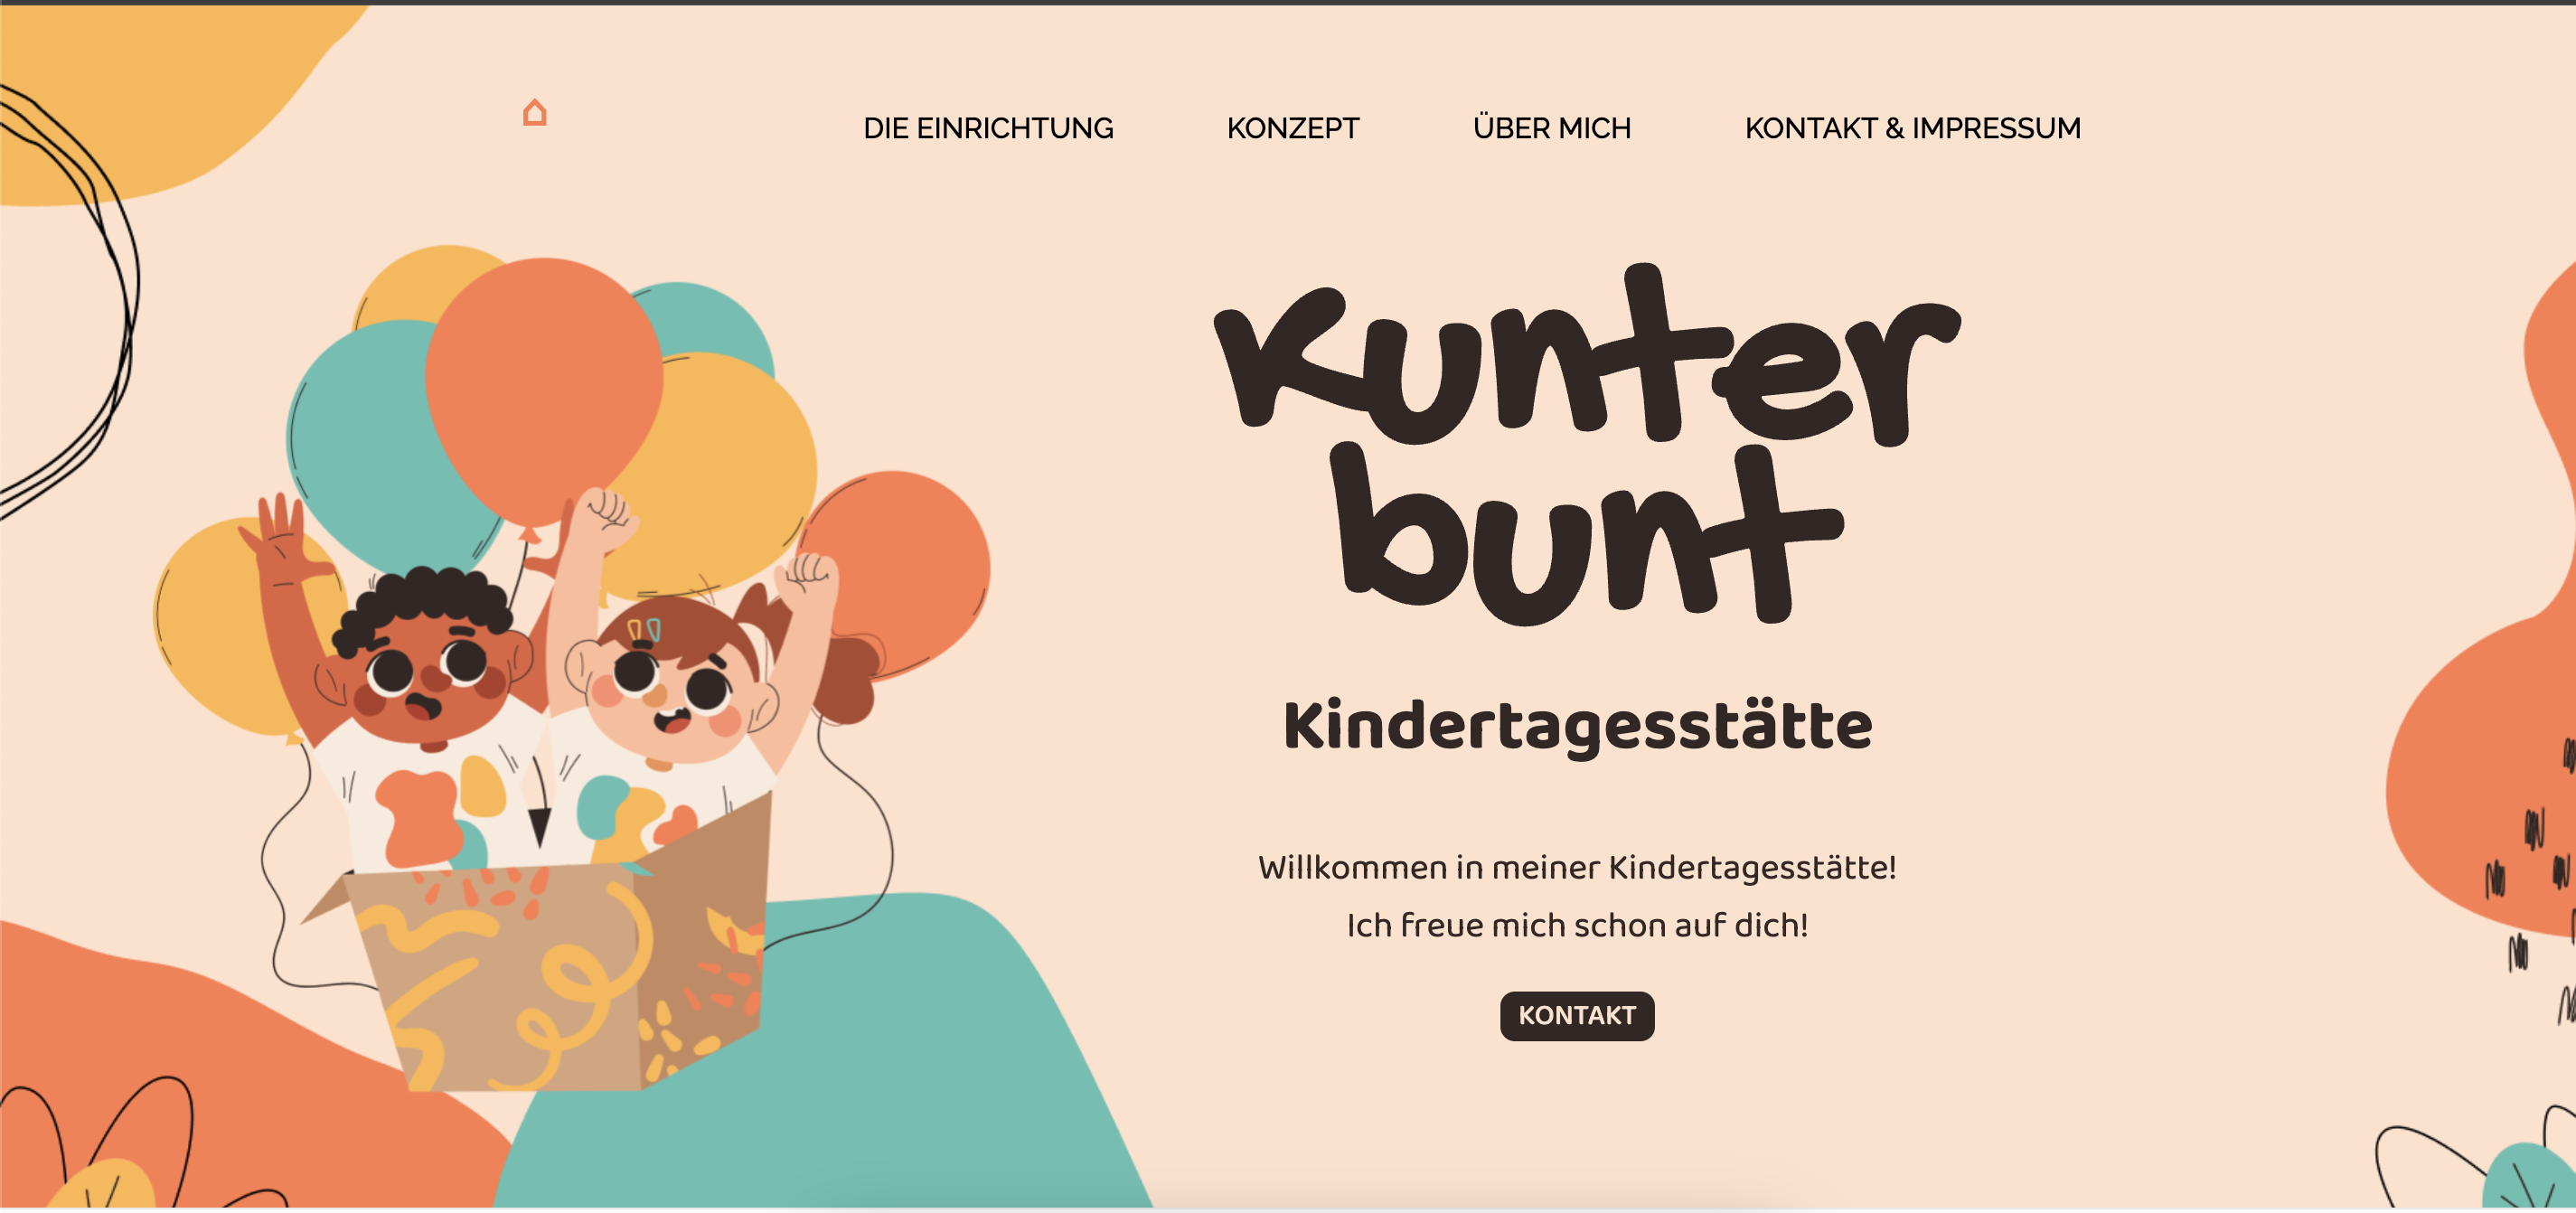 DIE EINRICHTUNG KONZEPT ÜBER MICH KONTAKT & IMPRESSUM
kunter
bunt
Kindertagesstätte
Willkommen in meiner Kindertagesstätte!
Ich freue mich schon auf dich!
KONTAKT